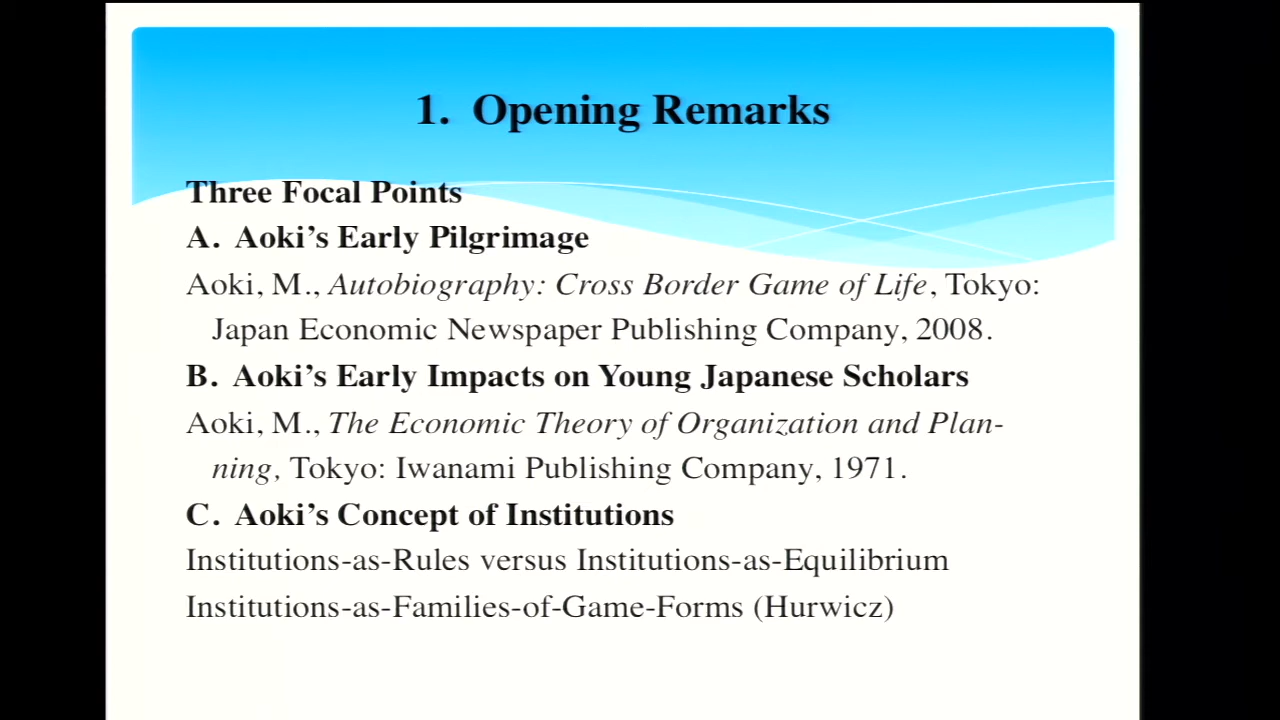 1. Opening Remarks
Three Focal Points
A. Aoki's Early Pilgrimage
Aoki, M., Autobiography: Cross Border Game of Life, Tokyo:
Japan Economic Newspaper Publishing Company, 2008.
B. Aoki's Early Impacts on Young Japanese Scholars
Aoki, M., The Economic Theory of Organization and Plan-
ning, Tokyo: Iwanami Publishing Company, 1971.
C. Aoki's Concept of Institutions
Institutions-as-Rules versus Institutions-as-Equilibrium
Institutions-as-Families-of-Game-Forms (Hurwicz)